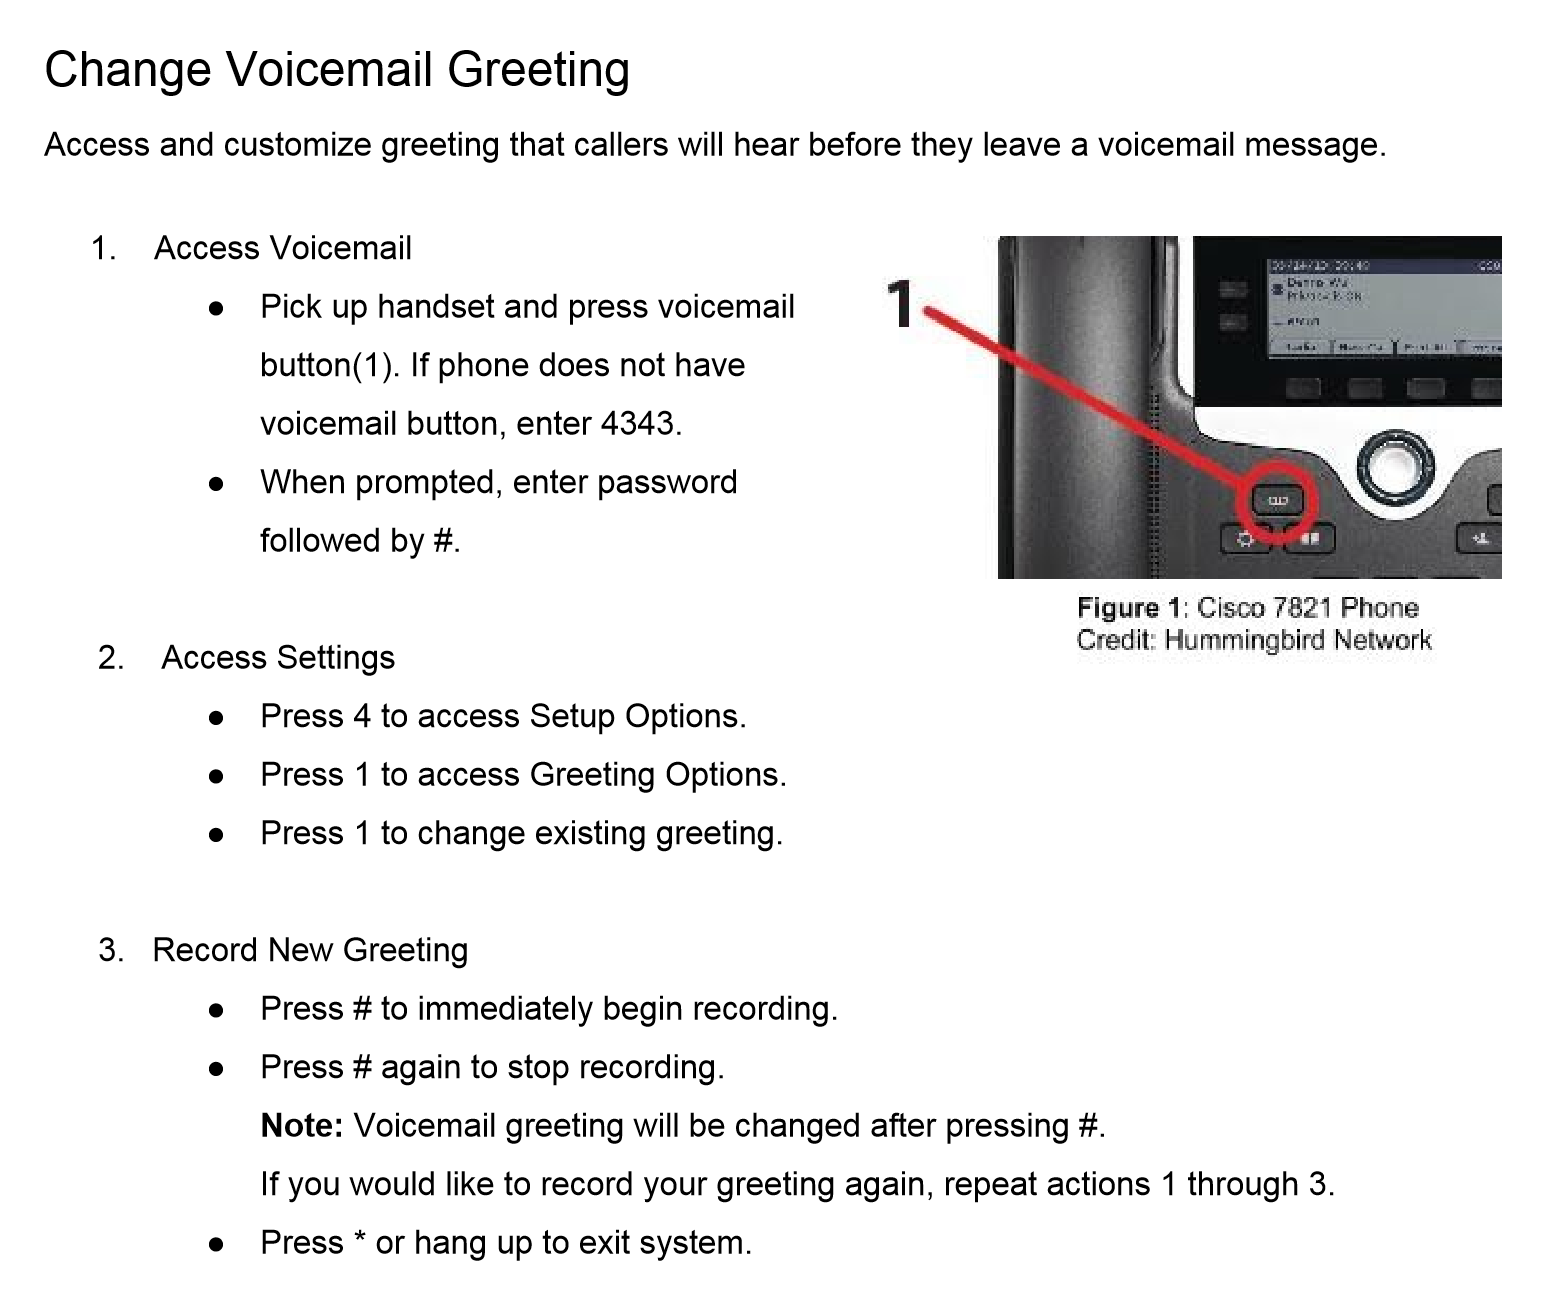 Change Voicemail Greeting
Access and customize greeting that callers will hear before they leave a voicemail message.
1. Access Voicemail
● Pick up handset and press voicemail
button(1). If phone does not have
voicemail button, enter 4343.
● When prompted, enter password
followed by #.
1
Figure 1: Cisco 7821 Phone
Credit: Hummingbird Network
2. Access Settings
● Press 4 to access Setup Options.
● Press 1 to access Greeting Options.
● Press 1 to change existing greeting.
3. Record New Greeting
● Press # to immediately begin recording.
● Press # again to stop recording.
Note: Voicemail greeting will be changed after pressing #.
If you would like to record your greeting again, repeat actions 1 through 3.
● Press * or hang up to exit system.